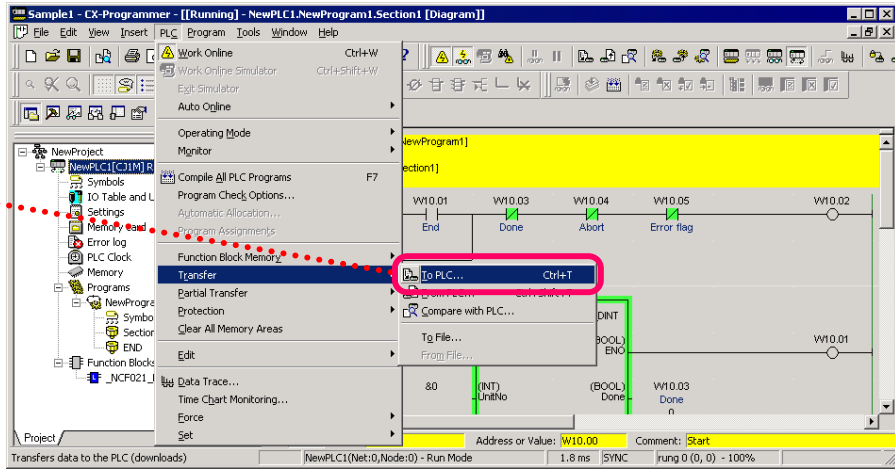 Sample1 - CX-Programmer - [[Running] - NewPLC1.NewProgram1.Section1 [Diagram]]
File Edit View Insert PLC Program Tools Window Help
Work Online Ctrl+W
Work Online Simulator Ctrl+Shift+W
Exit Simulator
Auto Online
Operating Mode
Monitor
Compile All PLC Programs F7
Program Check Options...
Automatic Allocation...
Program Assignments
Function Block Memory
Transfer
Partial Transfer
Protection
Clear All Memory Areas
Edit
Data Trace...
Time Chart Monitoring...
Force
Set
To PLC... Ctrl+T
From PLC... Ctrl+Shift+T
Compare with PLC...
To File...
From File...
NewProject
NewPLC1[CJ1M] R
Symbols
IO Table and U
Settings
Memory card
Error log
PLC Clock
Memory
Programs
NewProgra
Symbo
Section
END
Function Blocks
_NCF021_
Project
NewProgram1]
ection1]
W10.01 W10.03 W10.04 W10.05 W10.02
End Done Abort Error flag
DINT
BOOL)
ENO
W10.01
&0 (INT) (BOOL) W10.03
UnitNo Done Done
0
Address or Value: W10.00 Comment: Start
Transfers data to the PLC (downloads) NewPLC1(Net:0,Node:0) - Run Mode 1.8 ms SYNC rung 0 (0, 0) - 100%